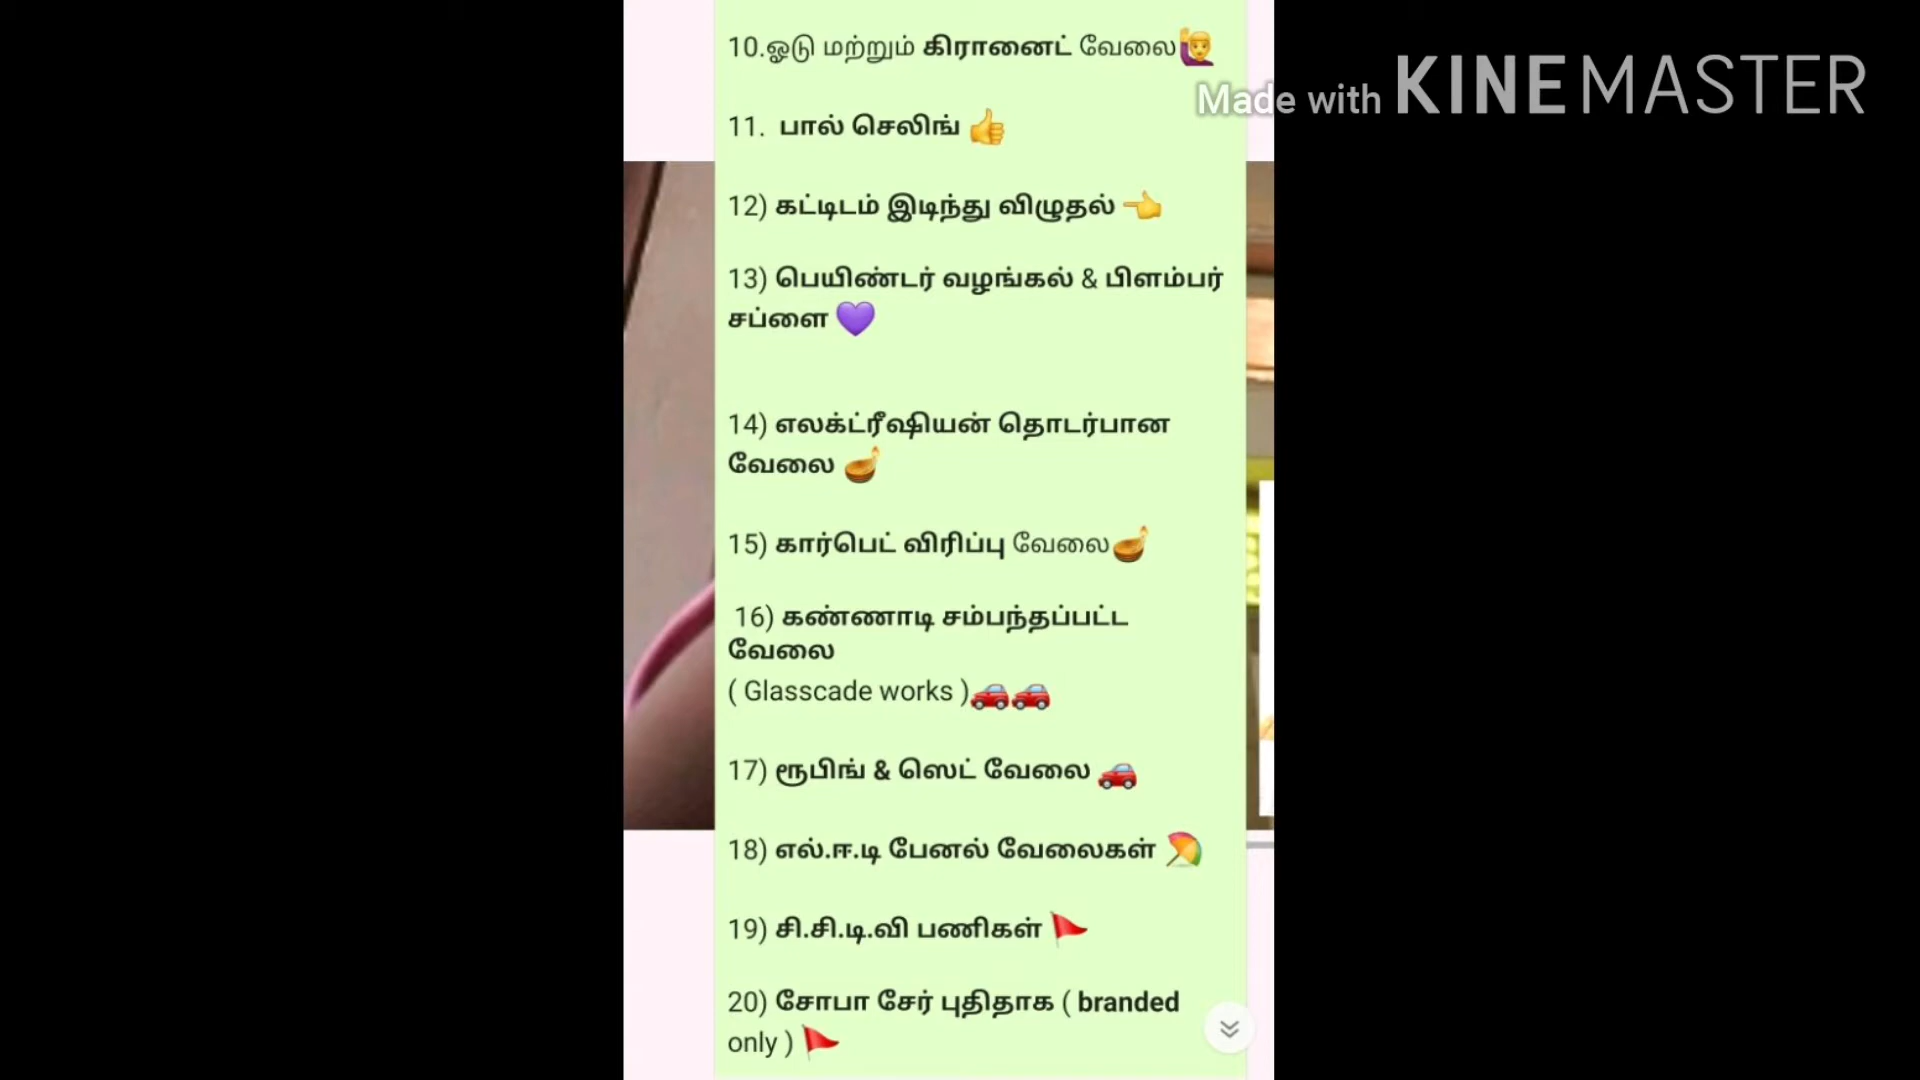 10.ஓடு மற்றும் கிரானைட் வேலை🙋‍♂️
Made with KINEMASTER
11.  பால் செலிங் 👍
12) கட்டிடம் இடிந்து விழுதல் 👈
13) பெயிண்டர் வழங்கல் & பிளம்பர்
சப்ளை 💜
14) எலக்ட்ரீஷியன் தொடர்பான
வேலை 🪔
15) கார்பெட் விரிப்பு வேலை🪔
16) கண்ணாடி சம்பந்தப்பட்ட
வேலை
( Glasscade works )🚗🚗
17) ரூபிங் & ஸெட் வேலை 🚗
18) எல்.ஈ.டி பேனல் வேலைகள் ⛱
19) சி.சி.டி.வி பணிகள் 🚩
20) சோபா சேர் புதிதாக ( branded
only ) 🚩